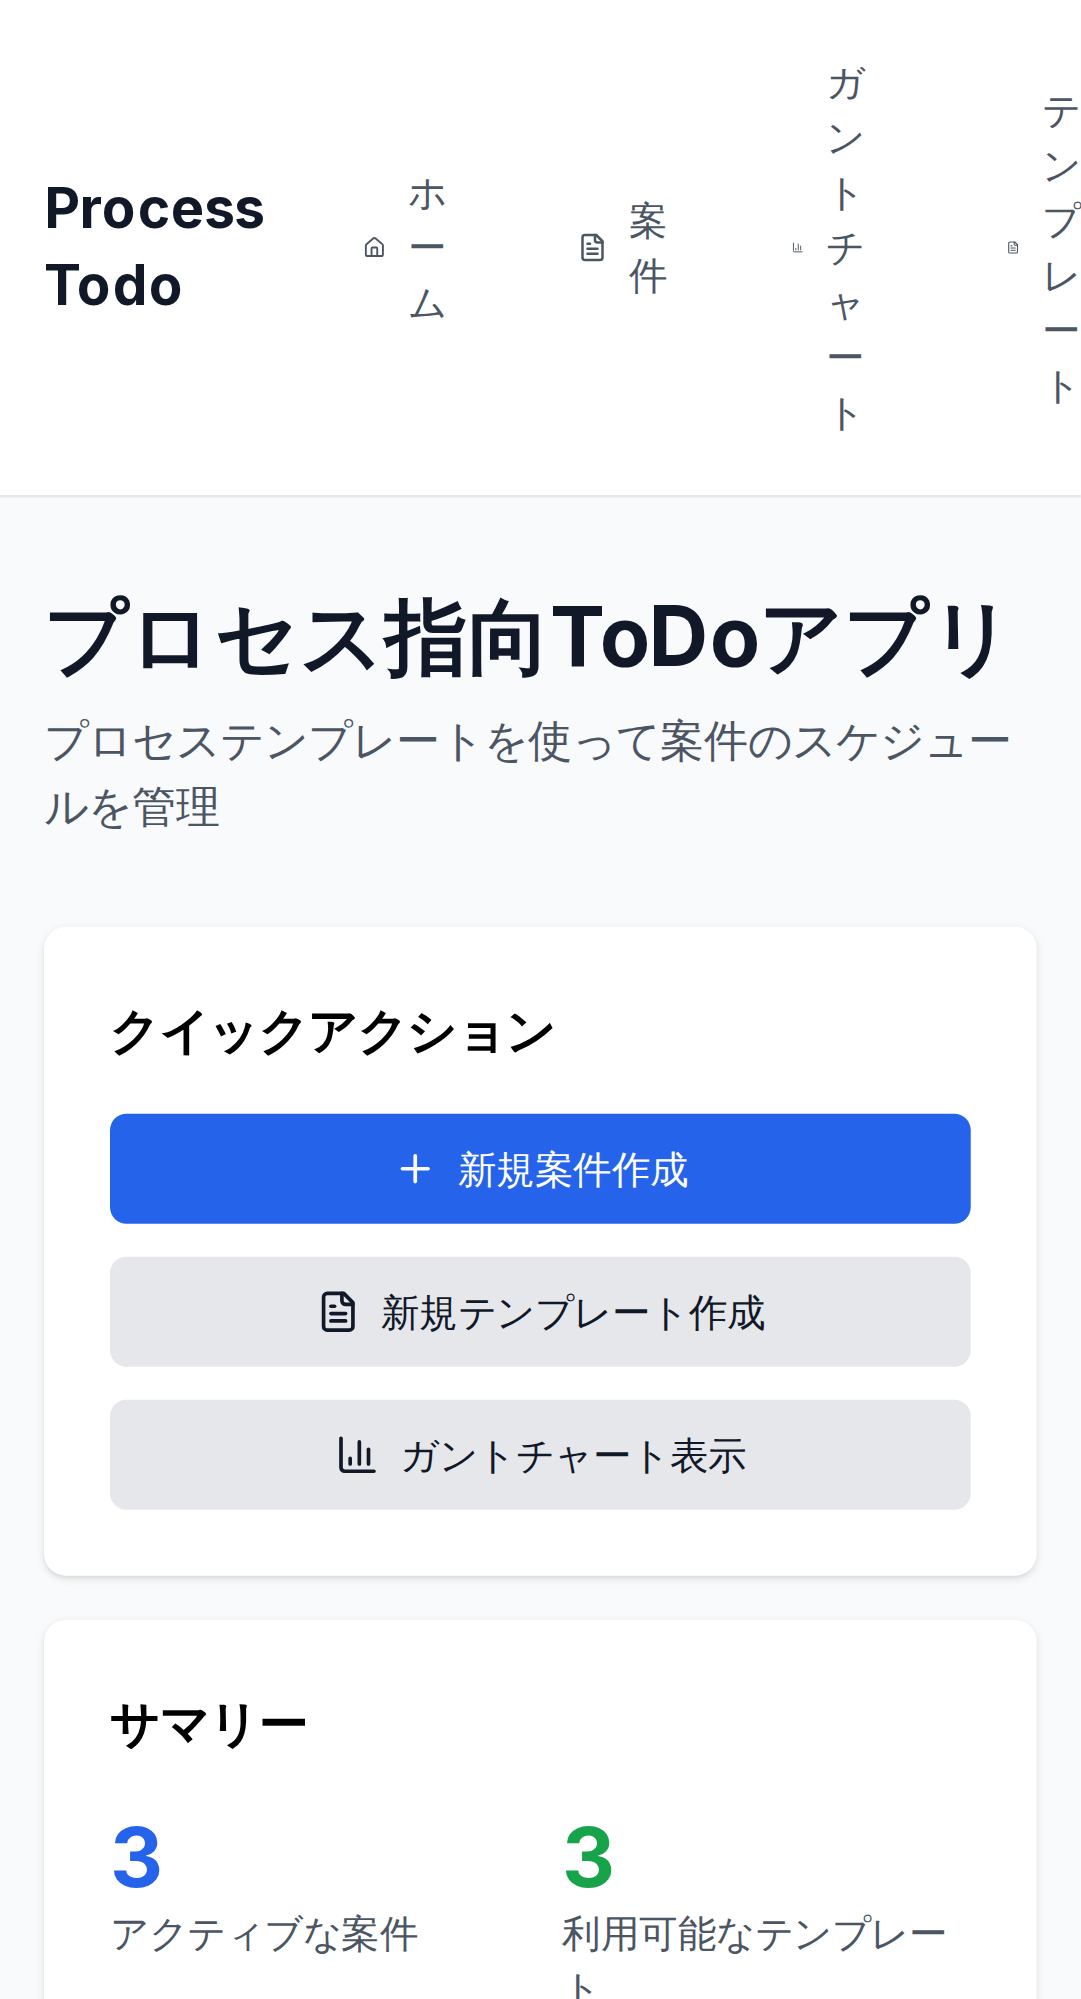 Process
Todo
ホーム
案件
ガントチャート
テンプレート
プロセス指向ToDoアプリ
プロセステンプレートを使って案件のスケジュー
ルを管理
クイックアクション
新規案件作成
新規テンプレート作成
ガントチャート表示
サマリー
3
アクティブな案件
3
利用可能なテンプレー
ト